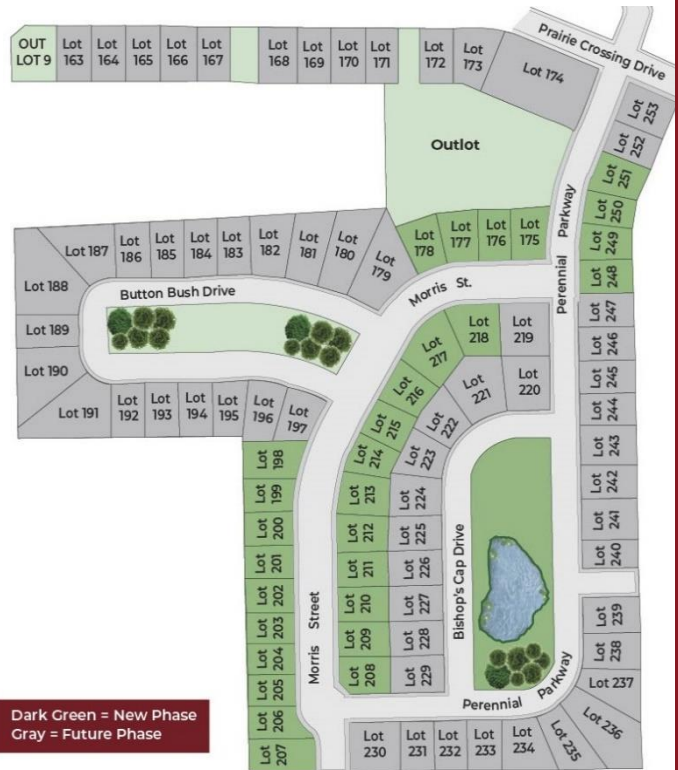 OUT
LOT 9
Lot
163
Lot
164
Lot
165
Lot
166
Lot
167
Lot
168
Lot
169
Lot
170
Lot
171
Lot
172
Lot
173
Lot 174
Prairie Crossing Drive
Lot
253
Lot
252
Lot
251
Lot
250
Lot
249
Lot
248
Outlot
Perennial Parkway
Lot
178
Lot
177
Lot
176
Lot
175
Lot 187
Lot
186
Lot
185
Lot
184
Lot
183
Lot
182
Lot
181
Lot
180
Lot
179
Lot 188
Lot 189
Lot 190
Lot 191
Button Bush Drive
Morris St.
Lot
192
Lot
193
Lot
194
Lot
195
Lot
196
Lot
197
Lot
217
Lot
218
Lot
219
Lot
216
Lot
215
Lot
214
Lot
213
Lot
212
Lot
211
Lot
210
Lot
209
Lot
208
Lot
220
Lot
221
Lot
222
Lot
223
Lot
224
Lot
225
Lot
226
Lot
227
Lot
228
Lot
229
Lot
247
Lot
246
Lot
245
Lot
244
Lot
243
Lot
242
Lot
241
Lot
240
Lot
239
Lot
238
Lot 237
Lot 236
Lot 235
Lot
198
Lot
199
Lot
200
Lot
201
Lot
202
Lot
203
Lot
204
Lot
205
Lot
206
Lot
207
Morris Street
Bishop's Cap Drive
Perennial Parkway
Lot
230
Lot
231
Lot
232
Lot
233
Lot
234
Dark Green = New Phase
Gray = Future Phase